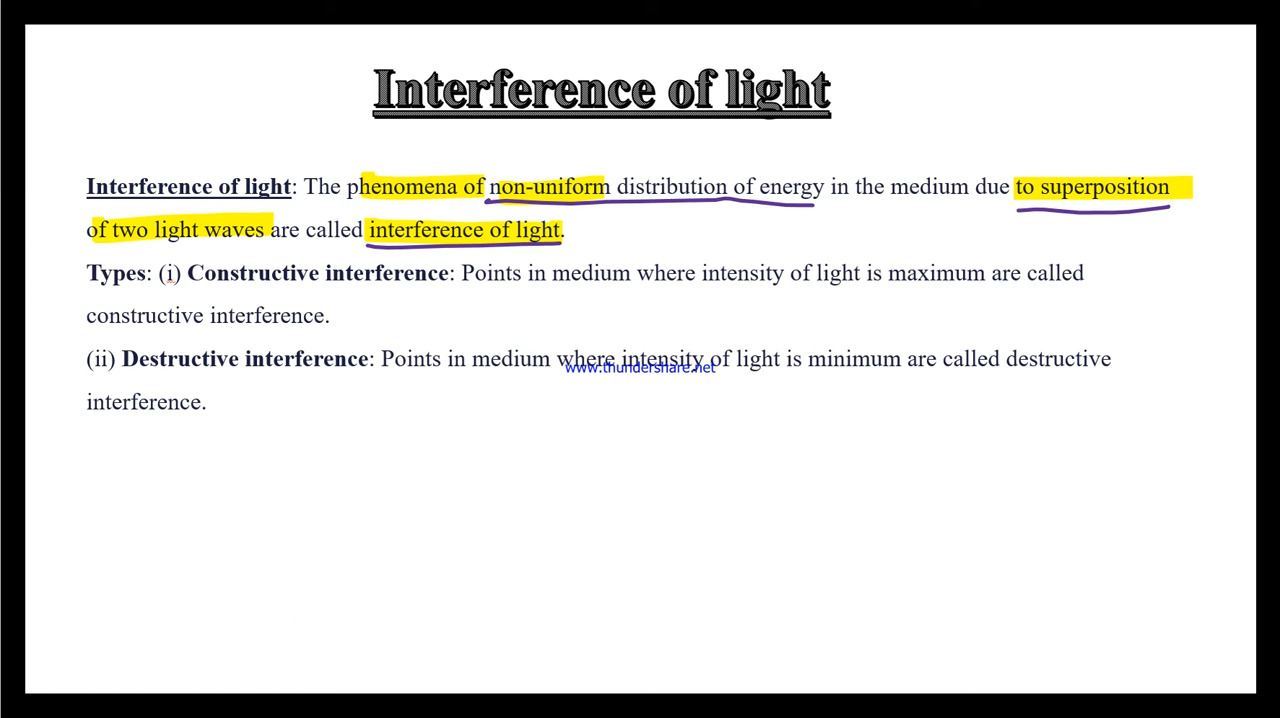 Interference of light
Interference of light: The phenomena of non-uniform distribution of energy in the medium due to superposition
of two light waves are called interference of light.
Types: (i) Constructive interference: Points in medium where intensity of light is maximum are called
constructive interference.
(ii) Destructive interference: Points in medium where intensity of light is minimum are called destructive
www.thundershare.net
interference.